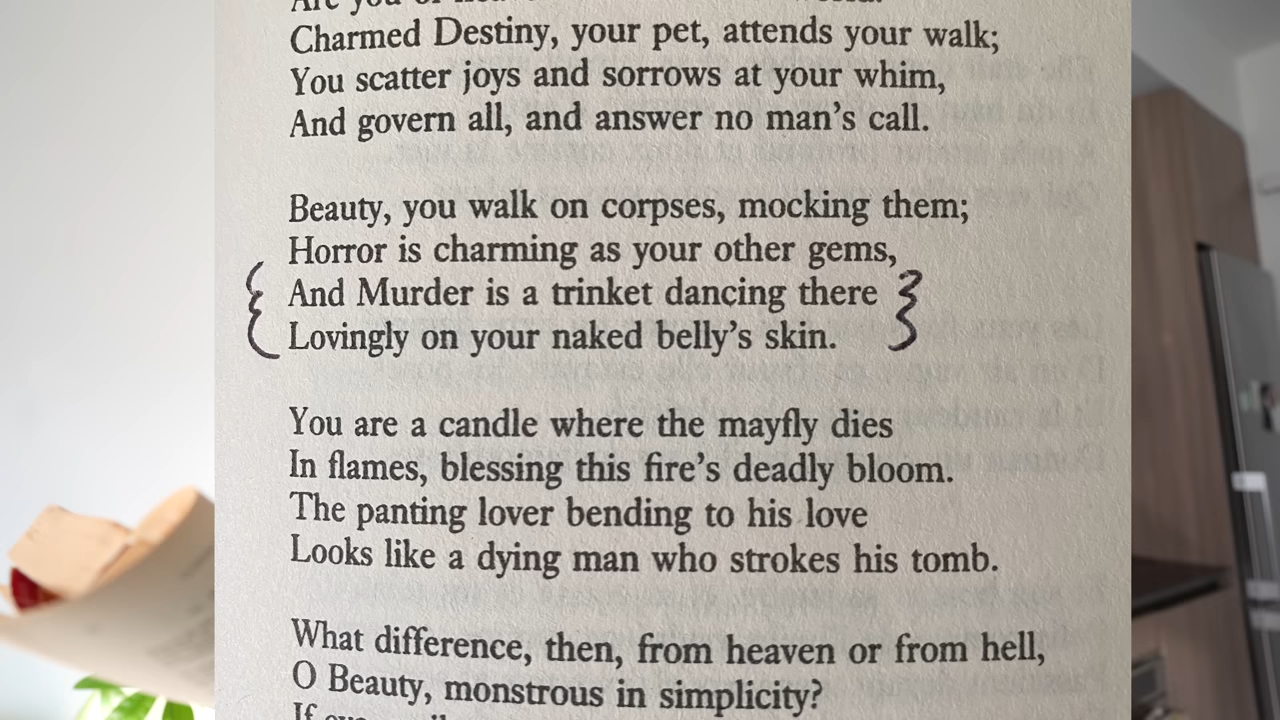 Are you
Charmed Destiny, your pet, attends your walk;
You scatter joys and sorrows at your whim,
And govern all, and answer no man's call.
Beauty, you walk on corpses, mocking them;
Horror is charming as your other gems,
And Murder is a trinket dancing there
Lovingly on your naked belly's skin.
You are a candle where the mayfly dies
In flames, blessing this fire's deadly bloom.
The panting lover bending to his love
Looks like a dying man who strokes his tomb.
What difference, then, from heaven or from hell,
O Beauty, monstrous in simplicity?
If